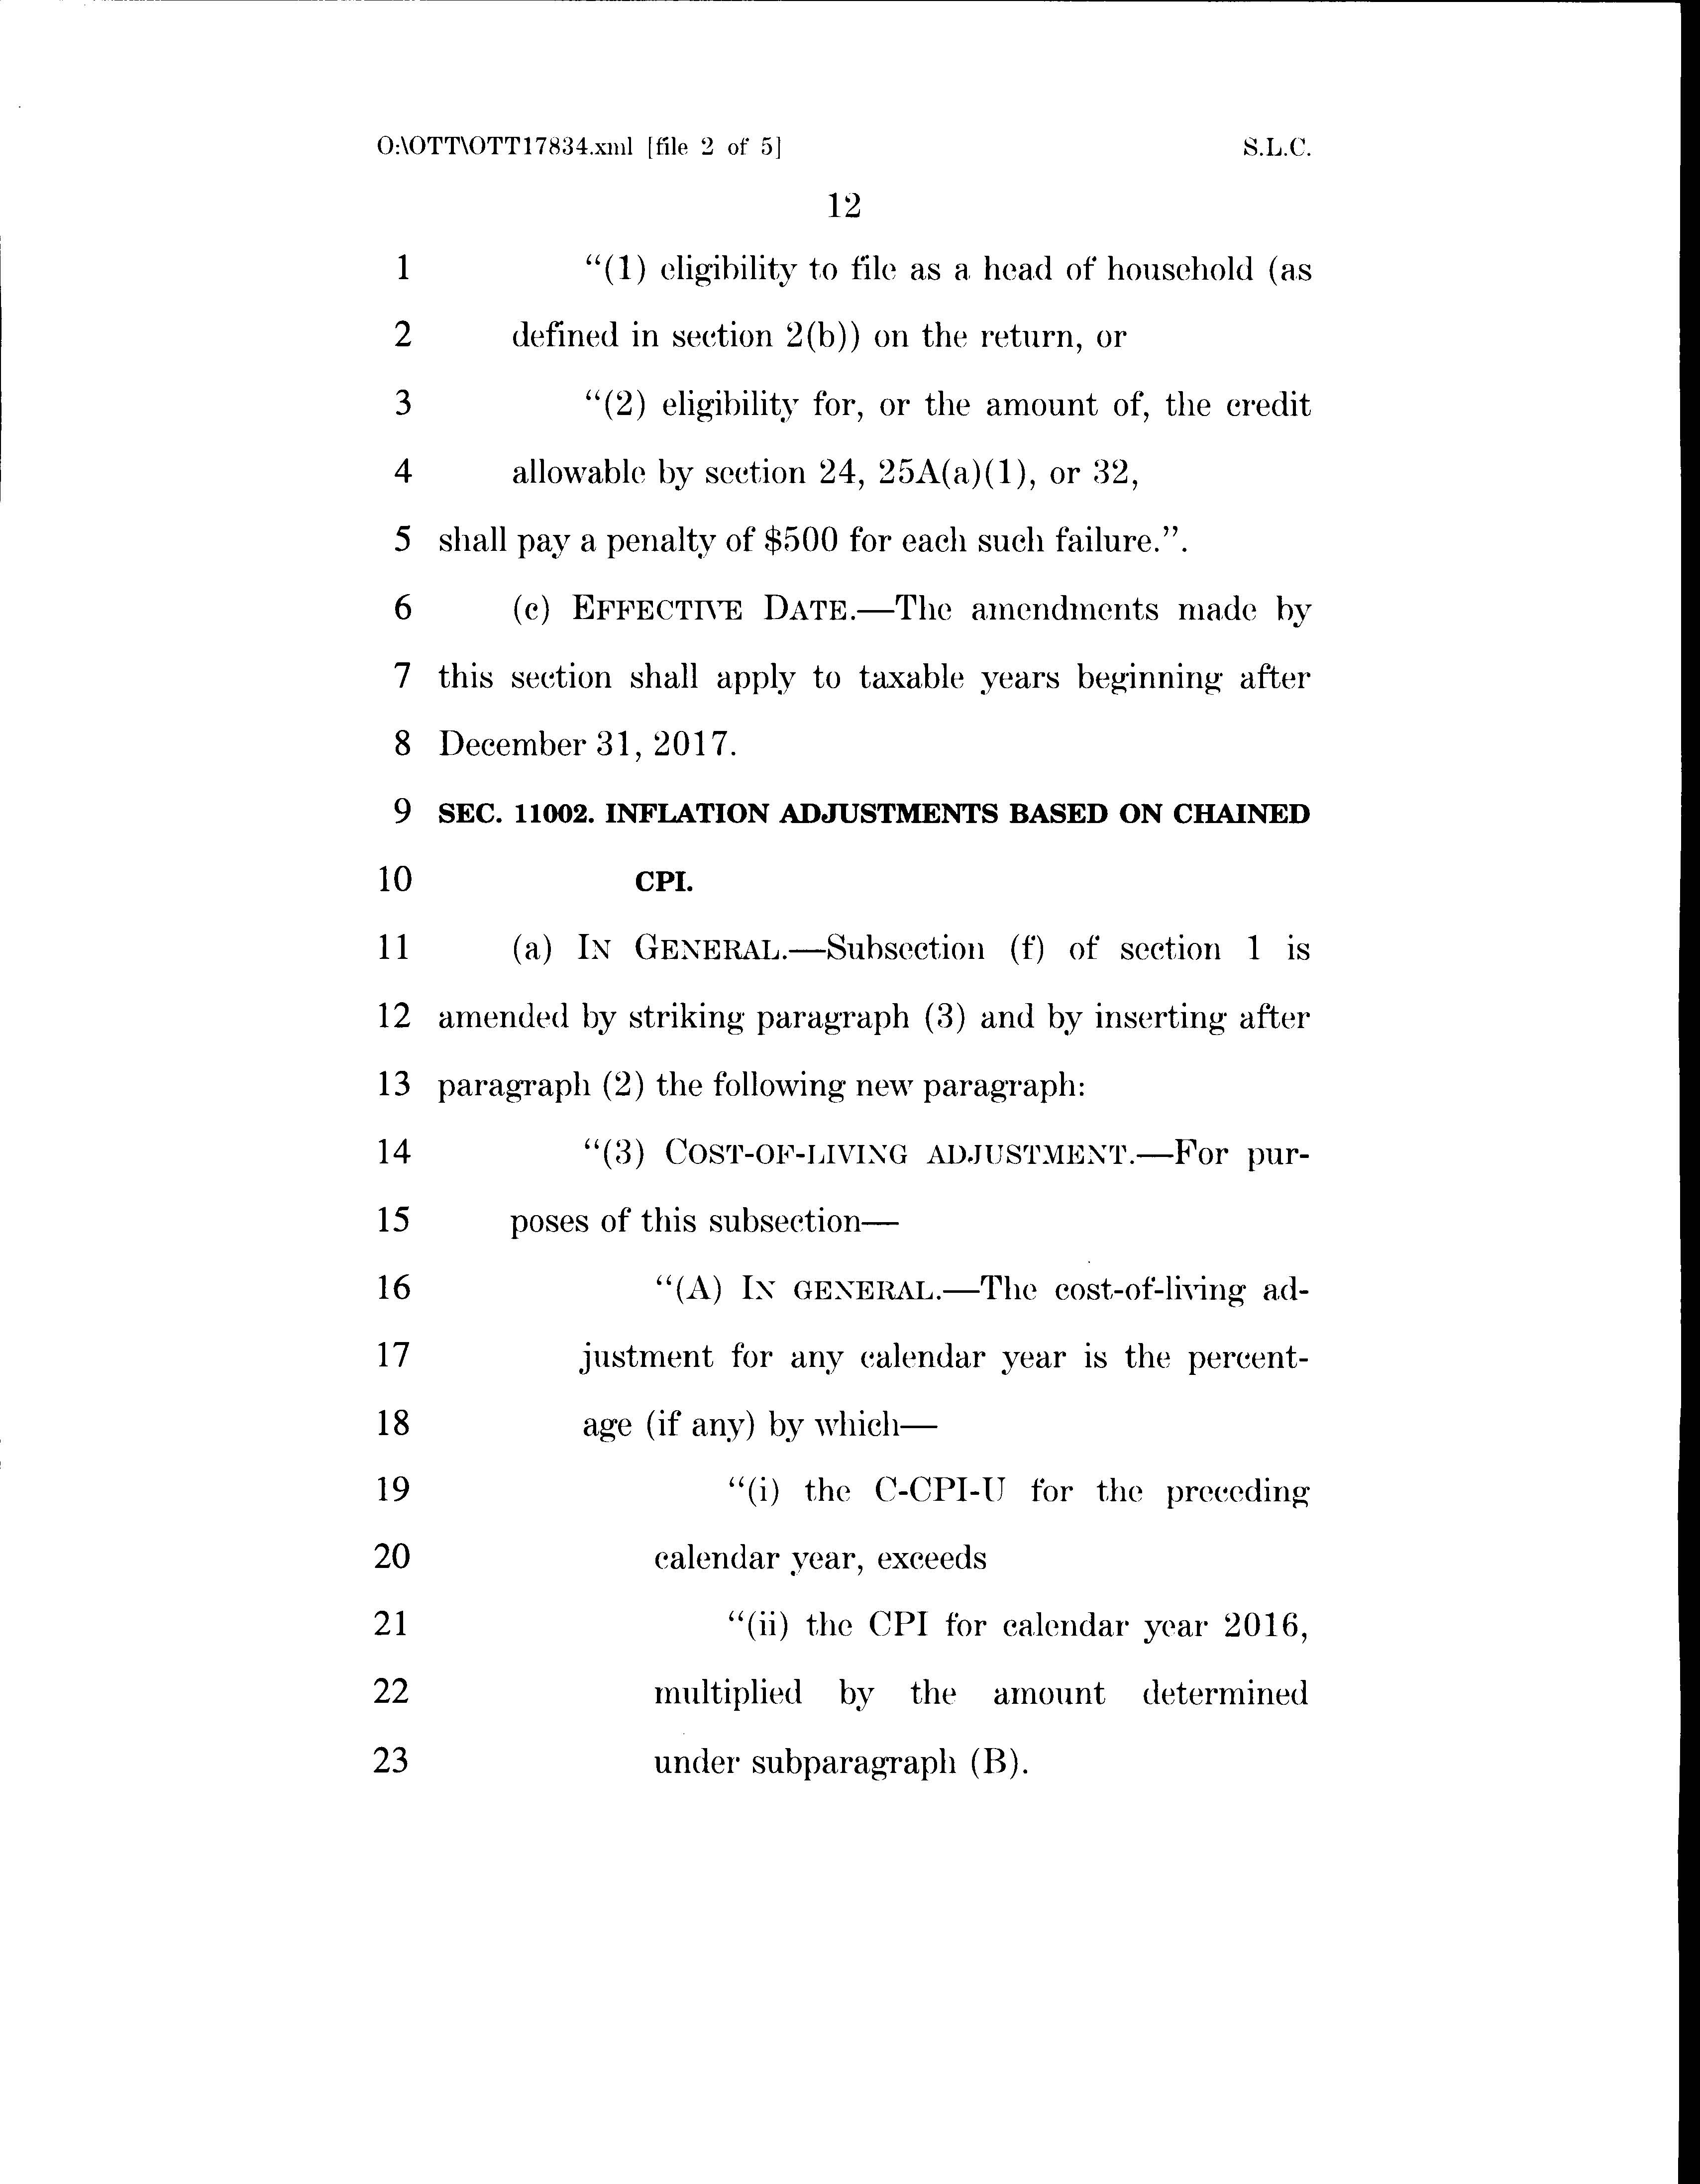 O:\OTT\OTT17834.xml [file 2 of 5] S.L.C.
12
1 “(1) eligibility to file as a head of household (as
2 defined in section 2(b)) on the return, or
3 “(2) eligibility for, or the amount of, the credit
4 allowable by section 24, 25A(a)(1), or 32,
5 shall pay a penalty of $500 for each such failure.”.
6 (c) EFFECTIVE DATE.—The amendments made by
7 this section shall apply to taxable years beginning after
8 December 31, 2017.
9 SEC. 11002. INFLATION ADJUSTMENTS BASED ON CHAINED
10 CPI.
11 (a) IN GENERAL.—Subsection (f) of section 1 is
12 amended by striking paragraph (3) and by inserting after
13 paragraph (2) the following new paragraph:
14 “(3) COST-OF-LIVING ADJUSTMENT.—For pur-
15 poses of this subsection—
16 “(A) IN GENERAL.—The cost-of-living ad-
17 justment for any calendar year is the percent-
18 age (if any) by which—
19 “(i) the C-CPI-U for the preceding
20 calendar year, exceeds
21 “(ii) the CPI for calendar year 2016,
22 multiplied by the amount determined
23 under subparagraph (B).